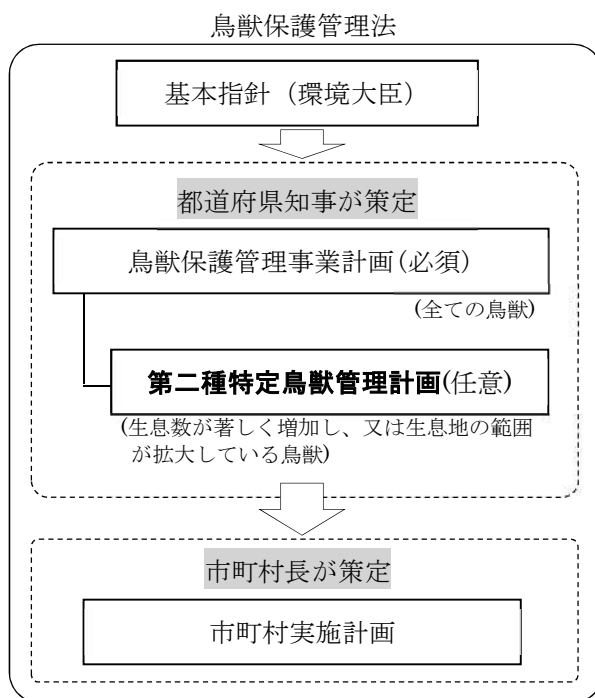 鳥獣保護管理法
基本指針（環境大臣）
都道府県知事が策定
鳥獣保護管理事業計画(必須)
(全ての鳥獣)
第二種特定鳥獣管理計画(任意)
(生息数が著しく増加し、又は生息地の範囲
が拡大している鳥獣)
市町村長が策定
市町村実施計画